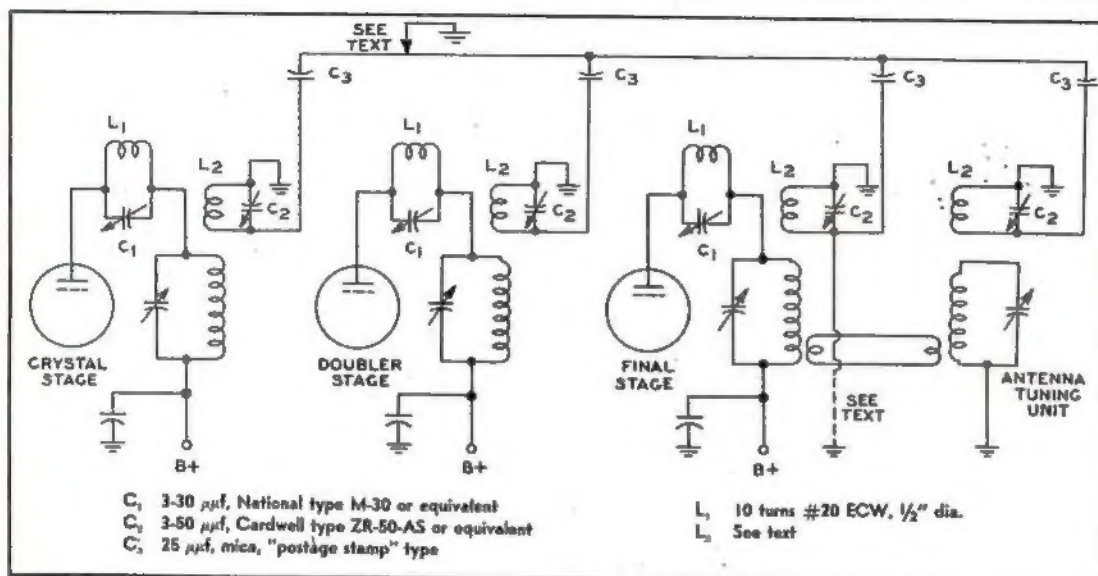 SEE
TEXT
C₃
C₃
C₃
C₃
L₁
L₁
L₁
L₂
L₂
L₂
L₂
C₂
C₂
C₂
C₂
C₁
C₁
C₁
CRYSTAL
STAGE
DOUBLER
STAGE
FINAL
STAGE
SEE
TEXT
ANTENNA
TUNING
UNIT
B+
B+
B+
C₁ 3-30 μμf, National type M-30 or equivalent
C₂ 3-50 μμf, Cardwell type ZR-50-AS or equivalent
C₃ 25 μμf, mica, "postage stamp" type
L₁ 10 turns #20 ECW, ½" dia.
L₂ See text